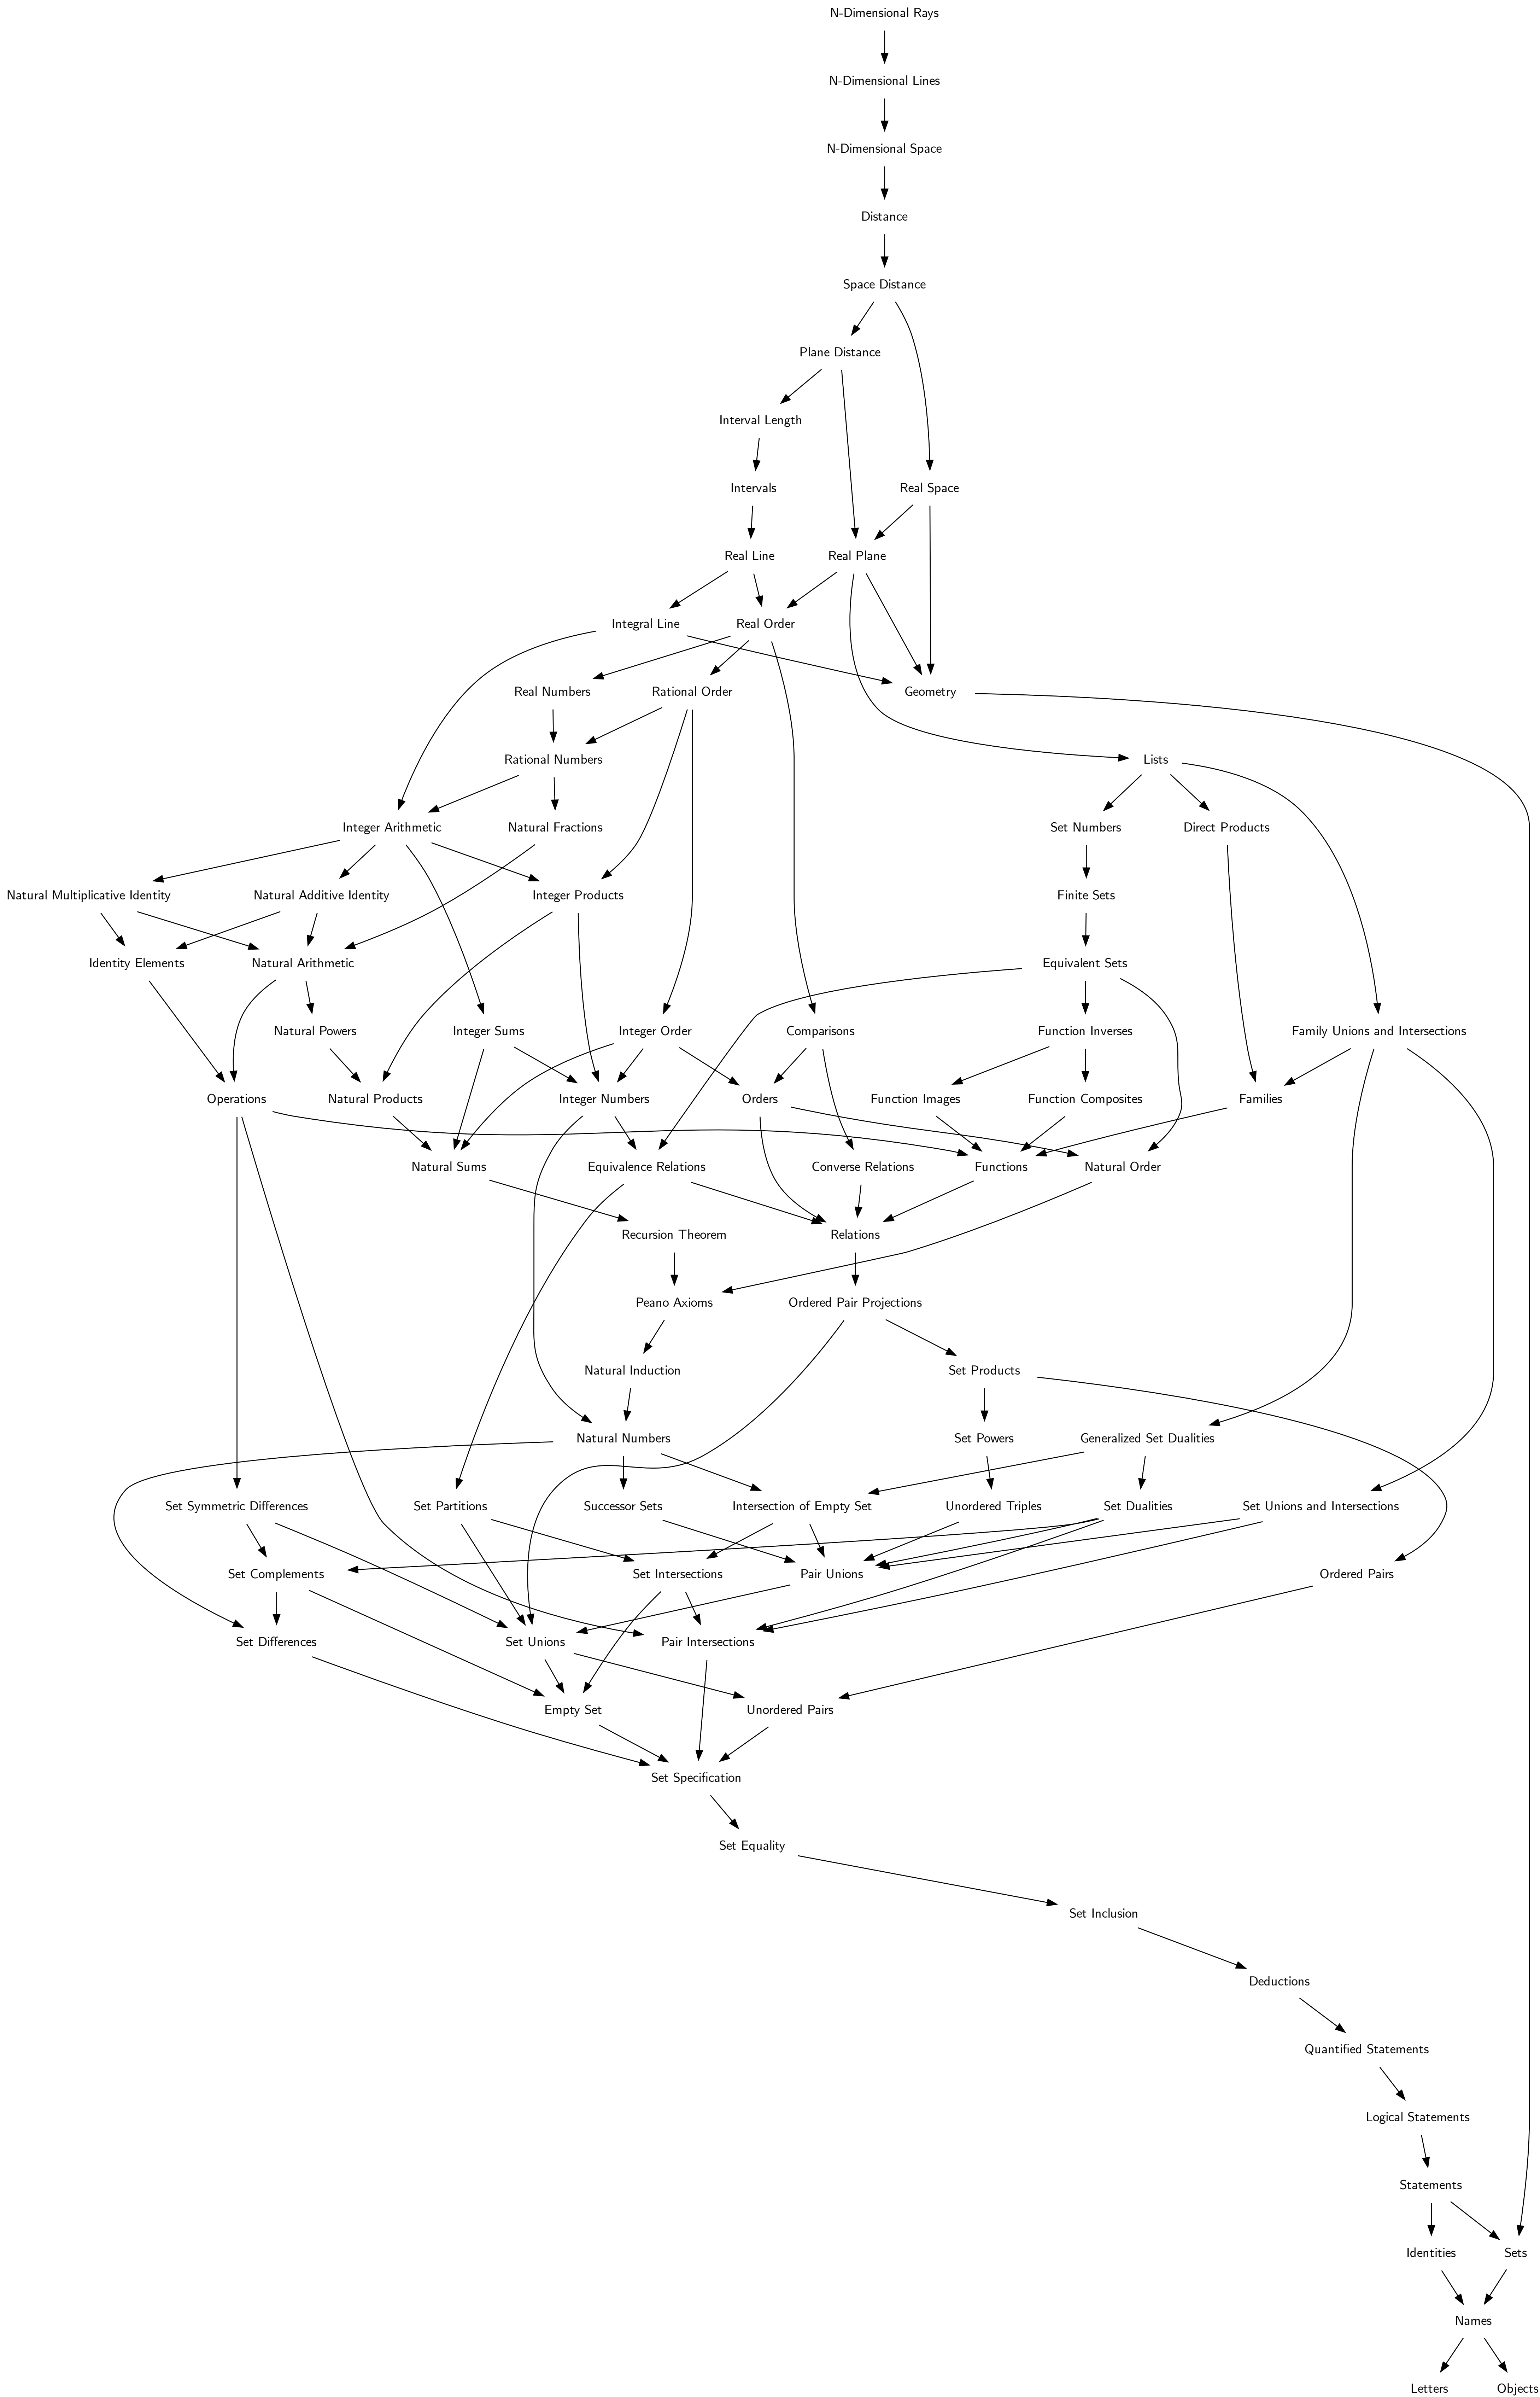 N-Dimensional Rays
N-Dimensional Lines
N-Dimensional Space
Distance
Space Distance
Plane Distance
Interval Length
Intervals
Real Space
Real Line
Real Plane
Integral Line
Real Order
Real Numbers
Rational Order
Geometry
Rational Numbers
Lists
Integer Arithmetic
Natural Fractions
Set Numbers
Direct Products
Natural Multiplicative Identity
Natural Additive Identity
Integer Products
Finite Sets
Identity Elements
Natural Arithmetic
Equivalent Sets
Natural Powers
Integer Sums
Integer Order
Comparisons
Function Inverses
Family Unions and Intersections
Operations
Natural Products
Integer Numbers
Orders
Function Images
Function Composites
Families
Natural Sums
Equivalence Relations
Converse Relations
Functions
Natural Order
Recursion Theorem
Relations
Peano Axioms
Ordered Pair Projections
Natural Induction
Set Products
Natural Numbers
Set Powers
Generalized Set Dualities
Set Symmetric Differences
Set Partitions
Successor Sets
Intersection of Empty Set
Unordered Triples
Set Dualities
Set Unions and Intersections
Set Complements
Set Intersections
Pair Unions
Ordered Pairs
Set Differences
Set Unions
Pair Intersections
Empty Set
Unordered Pairs
Set Specification
Set Equality
Set Inclusion
Deductions
Quantified Statements
Logical Statements
Statements
Identities
Sets
Names
Letters
Objects